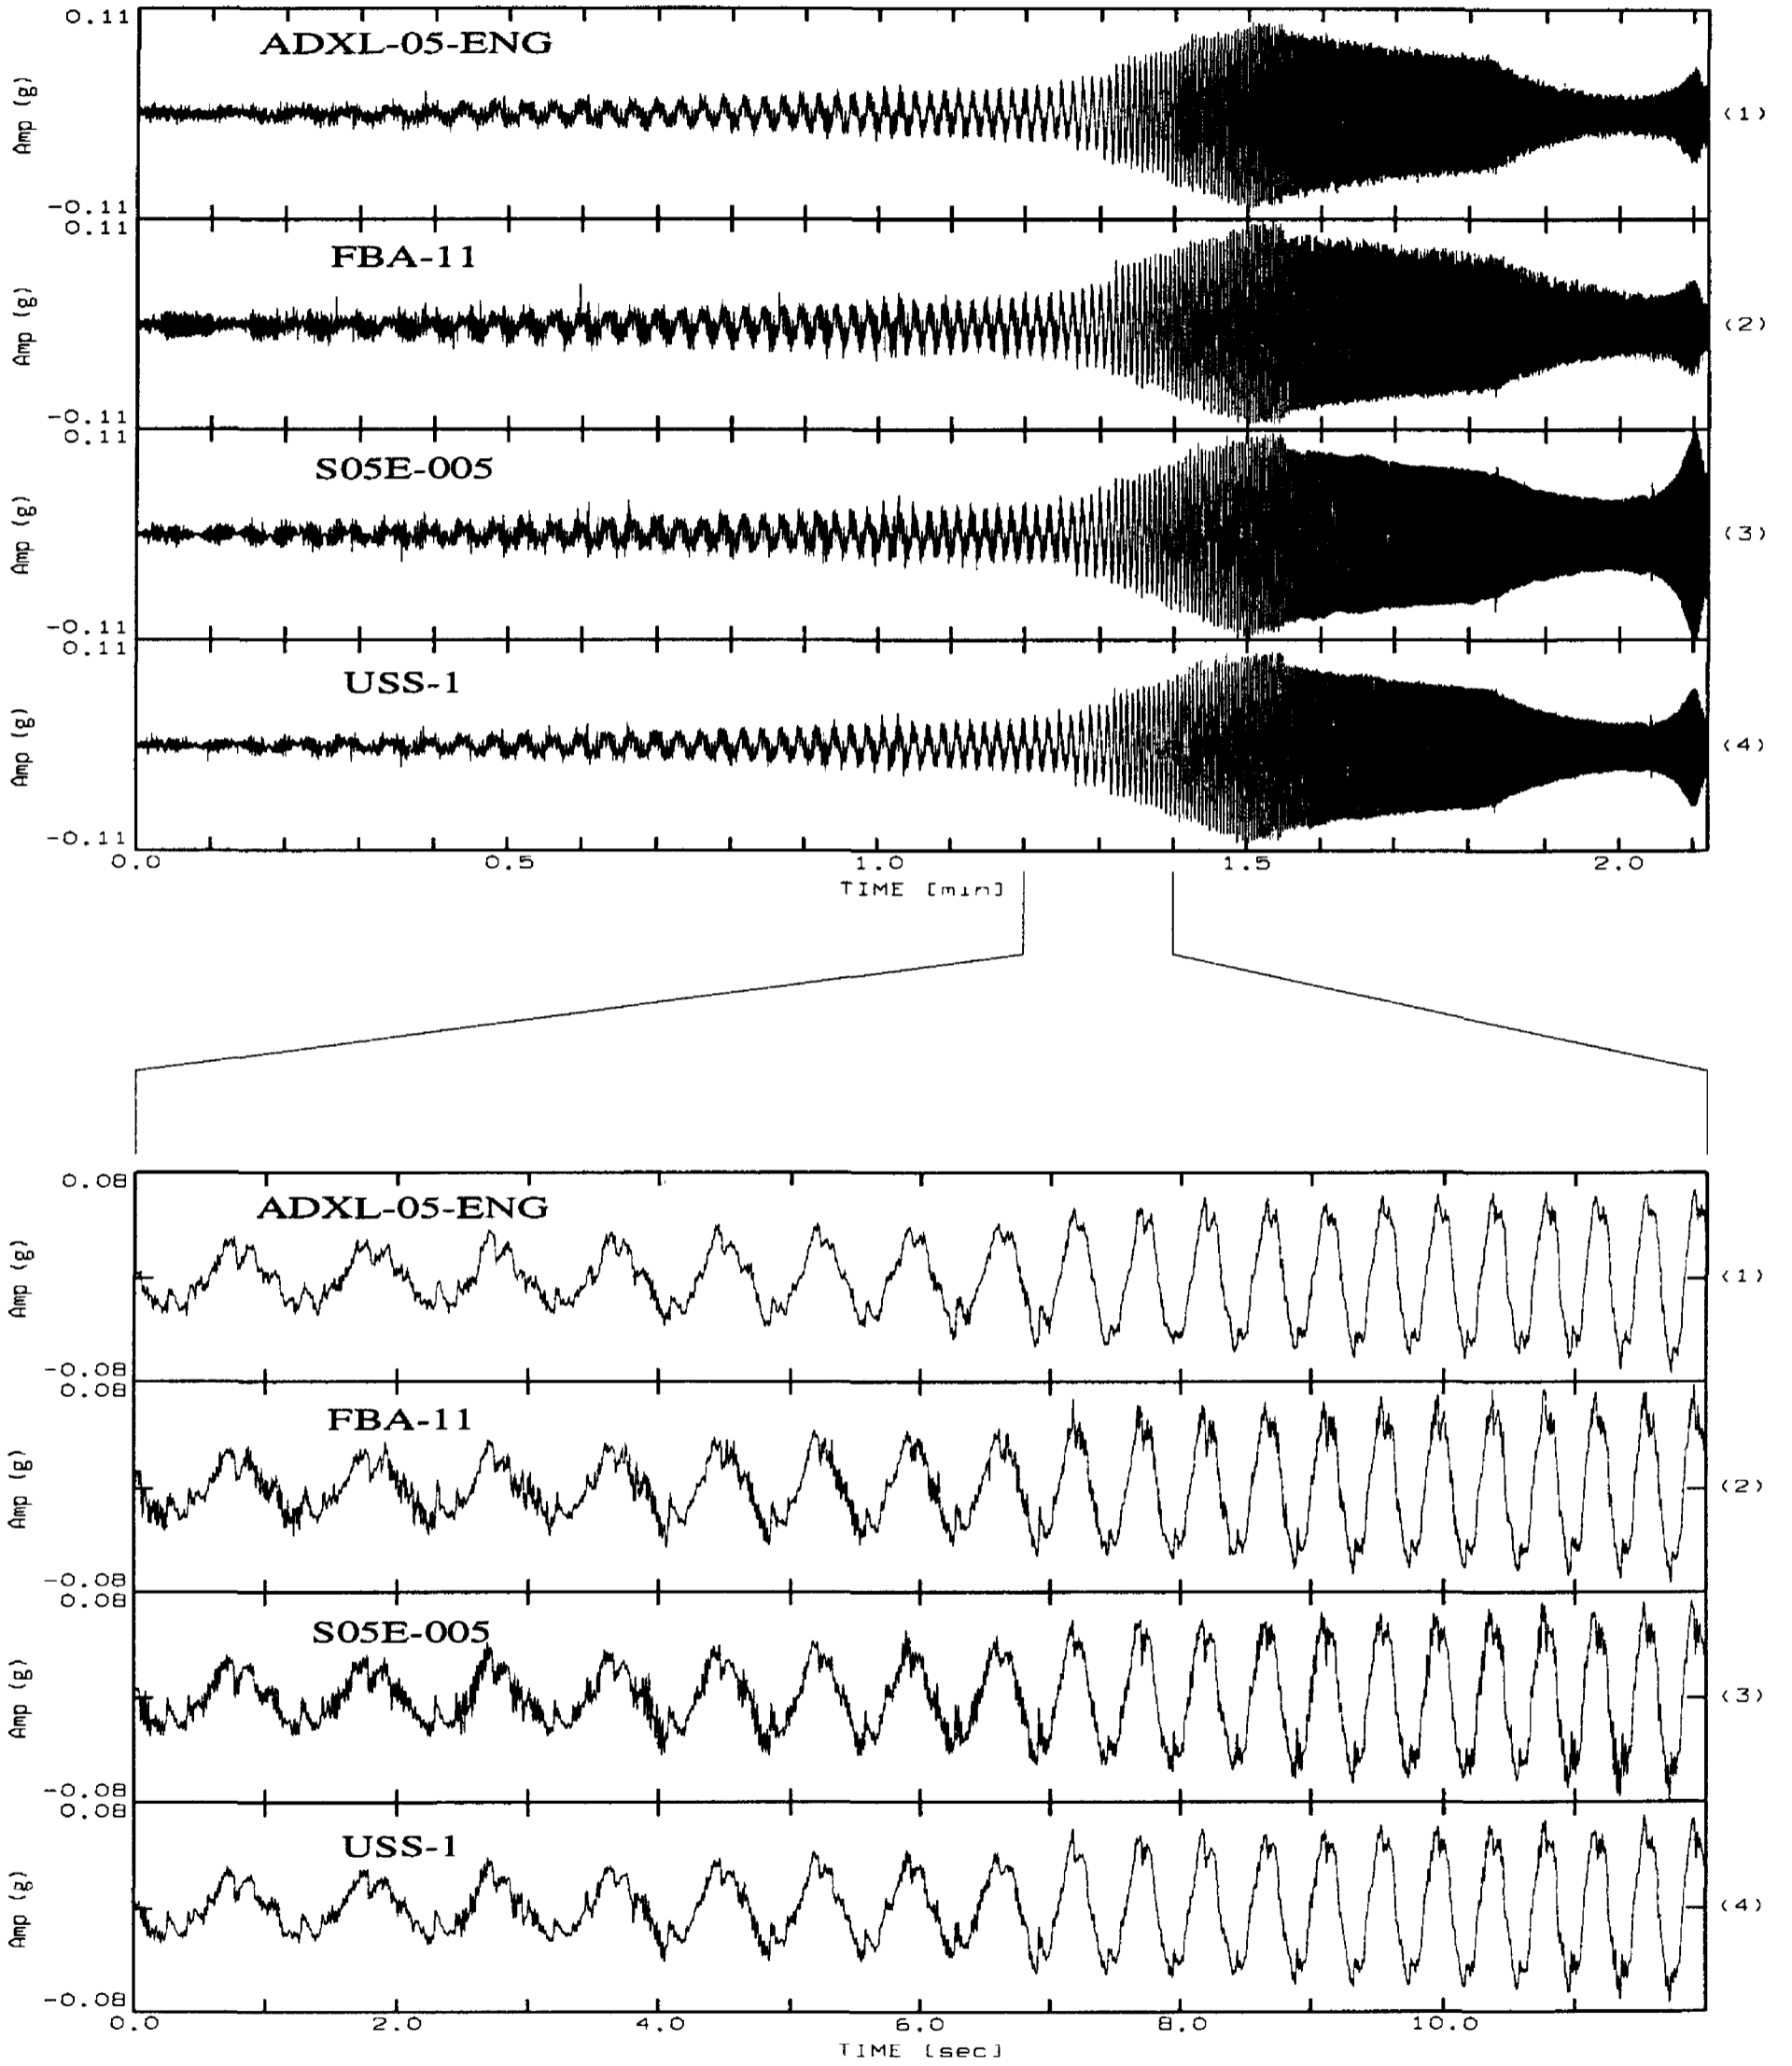 0.11
ADXL-05-ENG
Amp (g)
(1)
-0.11
0.11
FBA-11
Amp (g)
(2)
-0.11
0.11
S05E-005
Amp (g)
(3)
-0.11
0.11
USS-1
Amp (g)
(4)
-0.11
0.0 0.5 1.0 1.5 2.0
TIME [min]
0.08
ADXL-05-ENG
Amp (g)
(1)
-0.08
0.08
FBA-11
Amp (g)
(2)
-0.08
0.08
S05E-005
Amp (g)
(3)
-0.08
0.08
USS-1
Amp (g)
(4)
-0.08
0.0 2.0 4.0 6.0 8.0 10.0
TIME [sec]